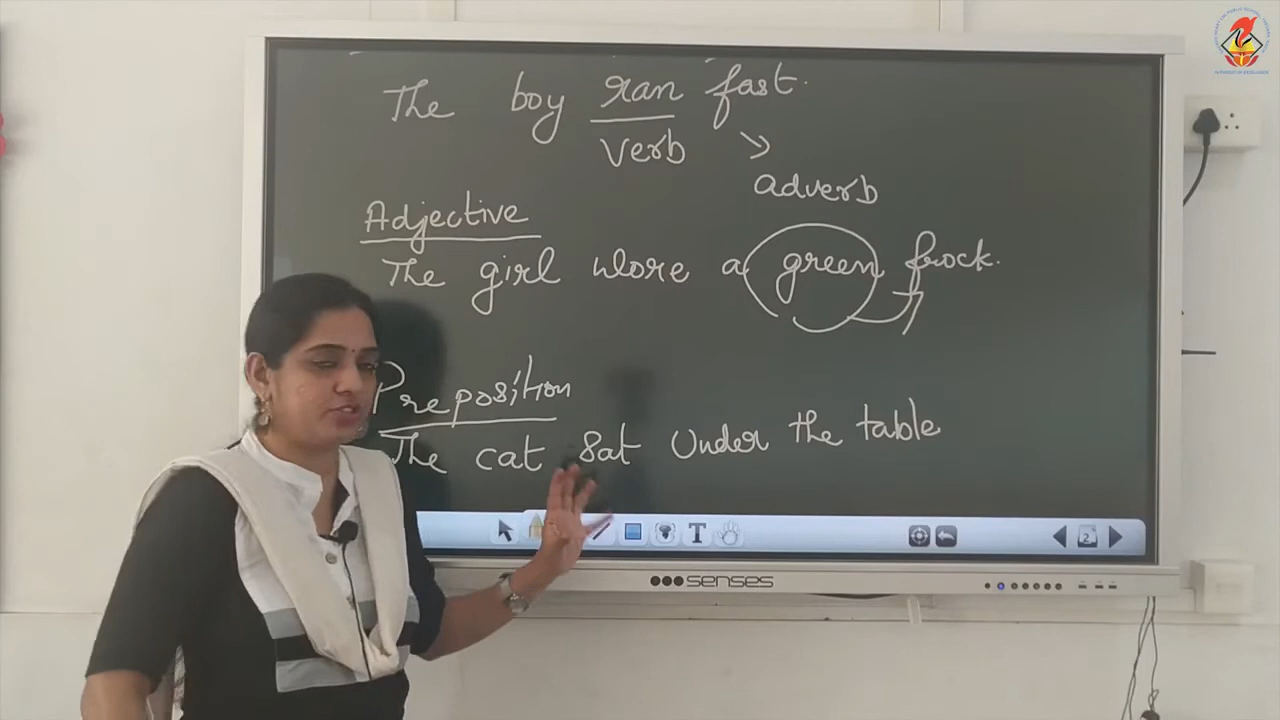 The boy ran fast.
Verb
adverb
Adjective
The girl wore a green frock.
Preposition
The cat sat under the table
T
2
senses